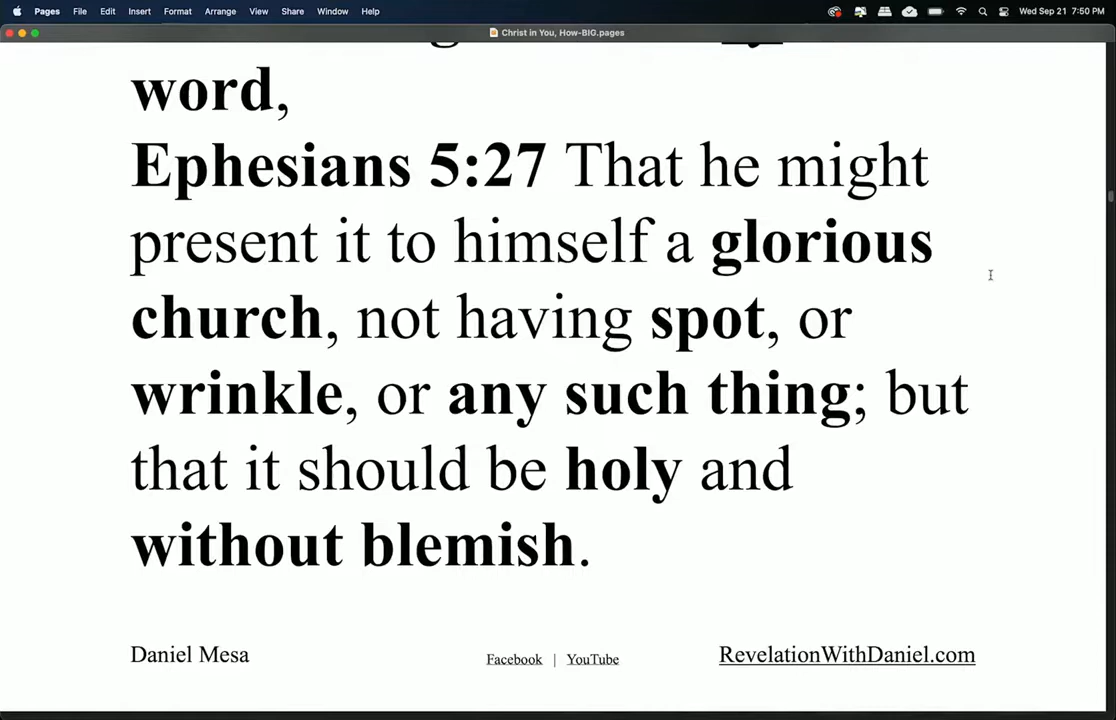 Pages File Edit Insert Format Arrange View Share Window Help Wed Sep 21 7:50 PM
Christ in You, How-BIG.pages
word,
Ephesians 5:27 That he might
present it to himself a glorious
church, not having spot, or
wrinkle, or any such thing; but
that it should be holy and
without blemish.
Daniel Mesa Facebook | YouTube RevelationWithDaniel.com